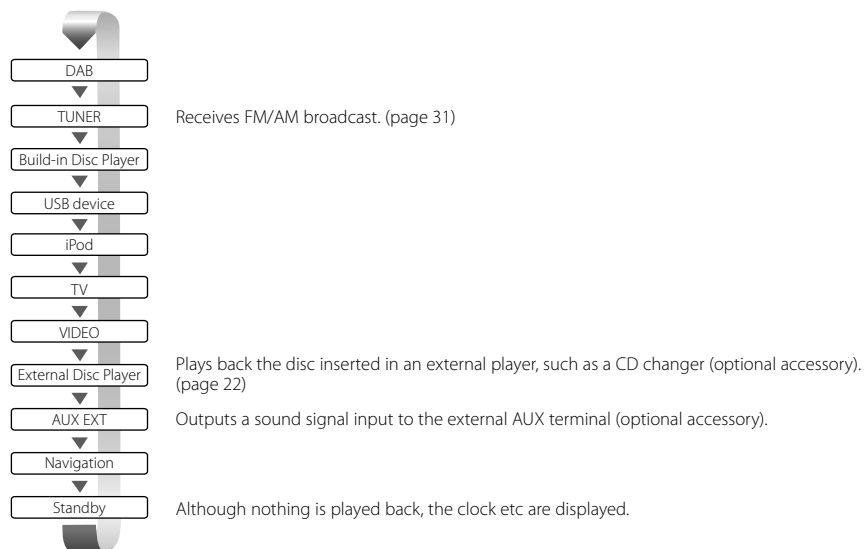 DAB
TUNER
Receives FM/AM broadcast. (page 31)
Build-in Disc Player
USB device
iPod
TV
VIDEO
External Disc Player
Plays back the disc inserted in an external player, such as a CD changer (optional accessory).
(page 22)
AUX EXT
Outputs a sound signal input to the external AUX terminal (optional accessory).
Navigation
Standby
Although nothing is played back, the clock etc are displayed.